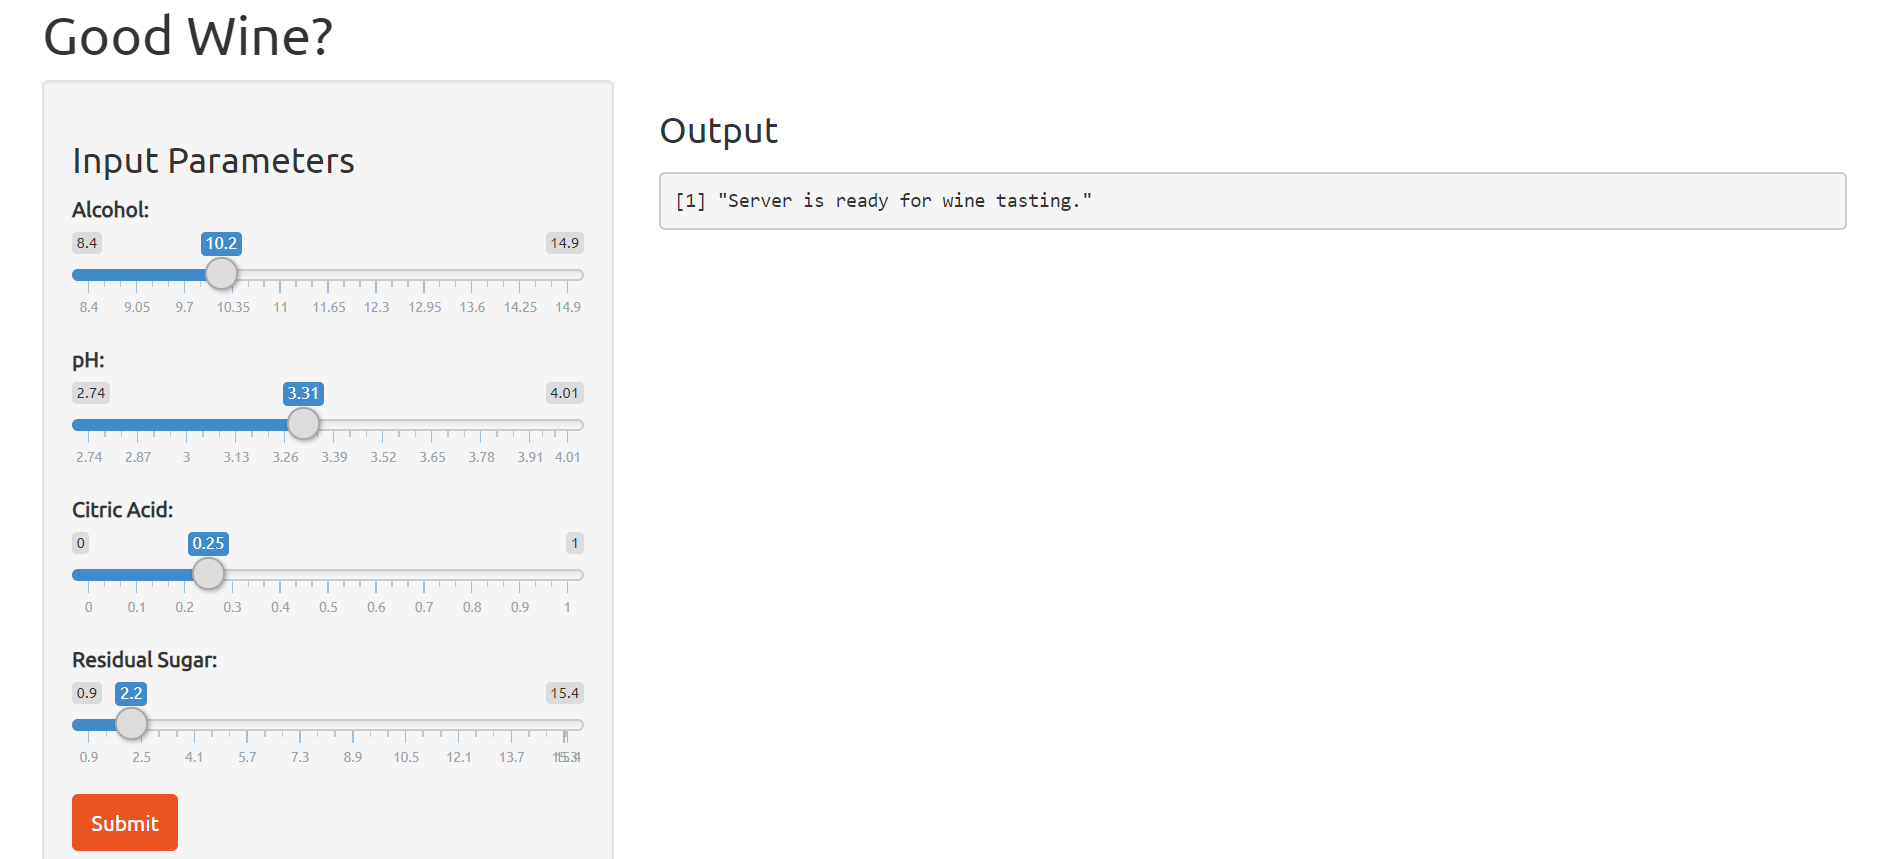 Good Wine?
Input Parameters
Alcohol:
8.4 10.2 14.9
8.4 9.05 9.7 10.35 11 11.65 12.3 12.95 13.6 14.25 14.9
pH:
2.74 3.31 4.01
2.74 2.87 3 3.13 3.26 3.39 3.52 3.65 3.78 3.91 4.01
Citric Acid:
0 0.25 1
0 0.1 0.2 0.3 0.4 0.5 0.6 0.7 0.8 0.9 1
Residual Sugar:
0.9 2.2 15.4
0.9 2.5 4.1 5.7 7.3 8.9 10.5 12.1 13.7
Submit
Output
[1] "Server is ready for wine tasting."